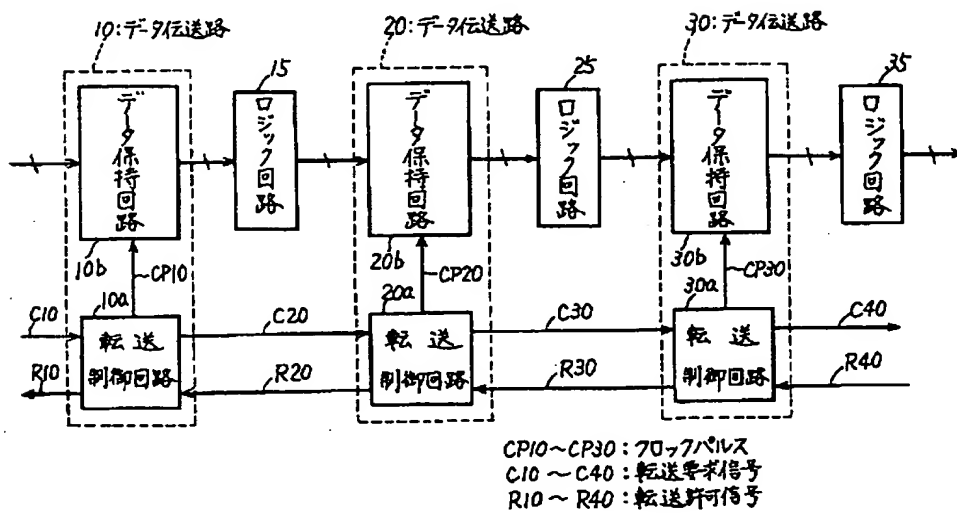 10:データ伝送路
20:データ伝送路
30:データ伝送路
15
25
35
データ保持回路
ロジック回路
データ保持回路
ロジック回路
データ保持回路
ロジック回路
10b
CP10
20b
CP20
30b
CP30
10a
20a
30a
C10
C20
C30
C40
転送
制御回路
転送
制御回路
転送
制御回路
R10
R20
R30
R40
CP10~CP30:クロックパルス
C10~C40:転送要求信号
R10~R40:転送許可信号